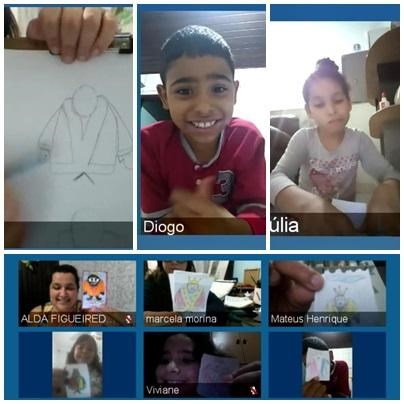 Diogo
úlia
ALDA FIGUEIRED
marcela morina
Mateus Henrique
Viviane